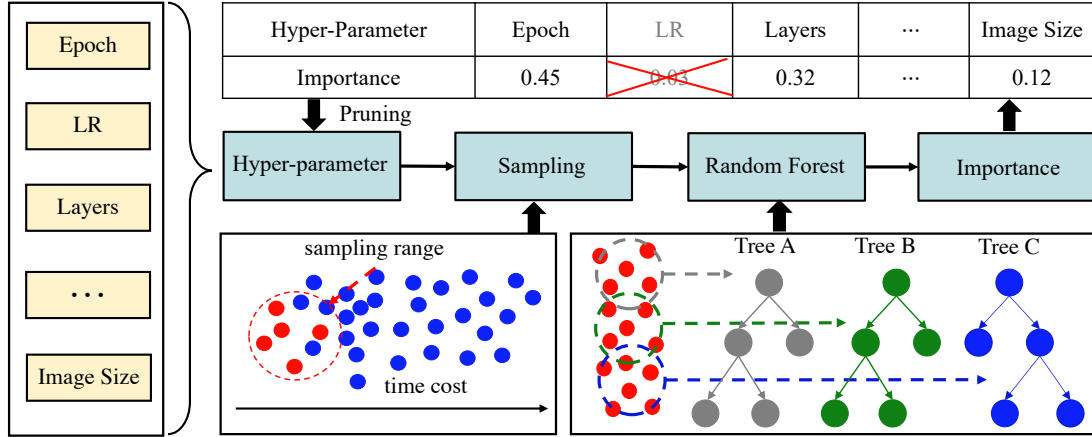 Epoch
LR
Layers
...
Image Size
Hyper-Parameter Epoch LR Layers ... Image Size
Importance 0.45 0.03 0.32 ... 0.12
Pruning
Hyper-parameter Sampling Random Forest Importance
sampling range
time cost
Tree A Tree B Tree C